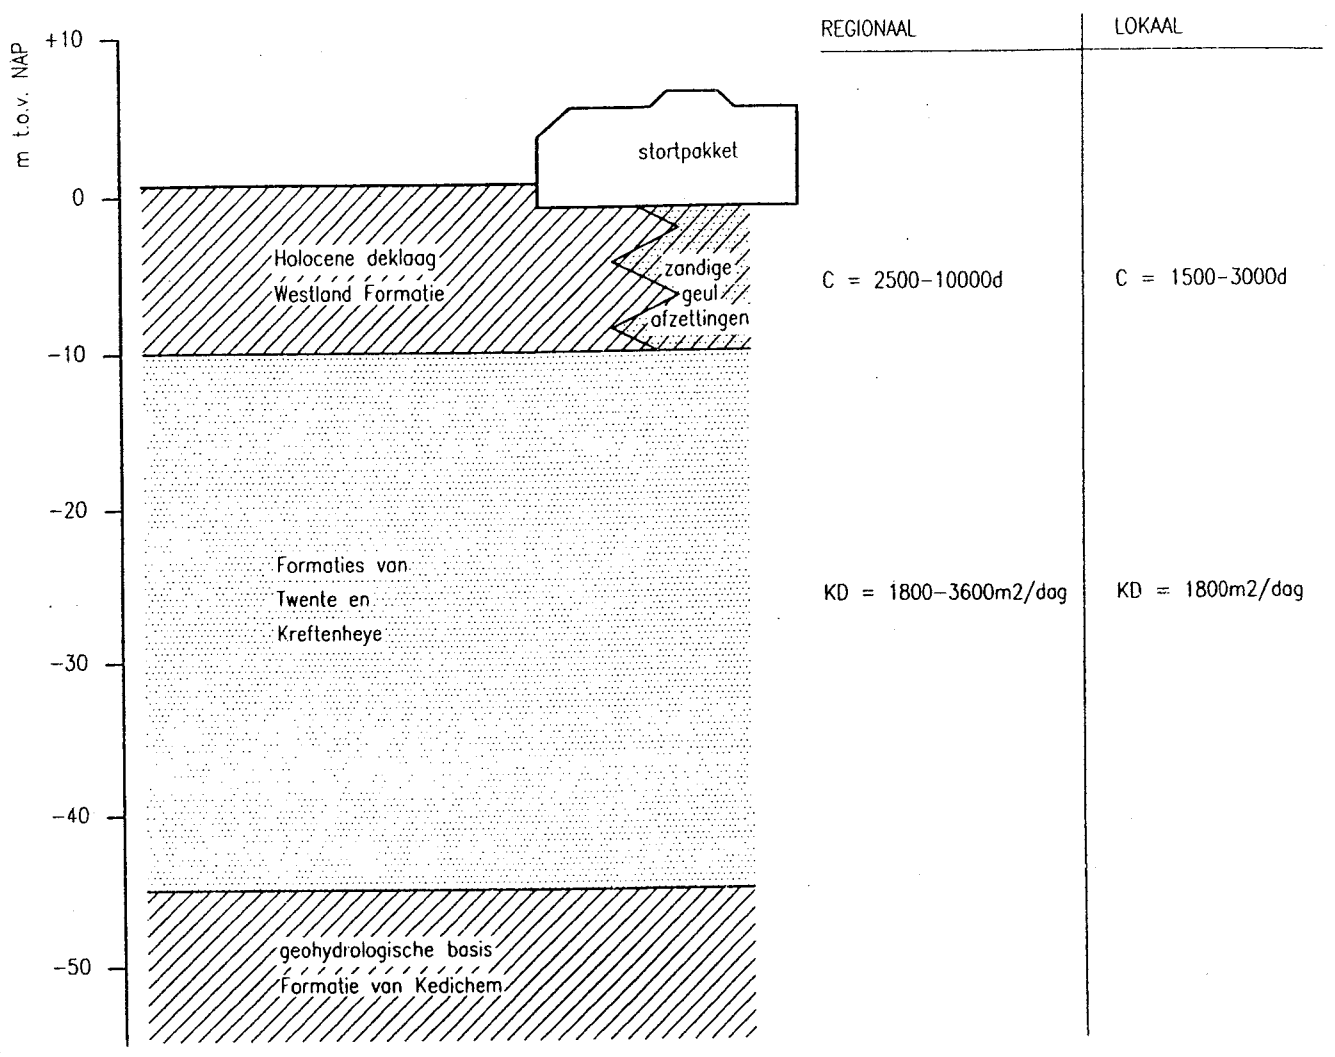 m t.o.v. NAP
+10
0
-10
-20
-30
-40
-50
stortpakket
Holocene deklaag
Westland Formatie
zandige
geul
afzettingen
Formaties van
Twente en
Kreftenheye
geohydrologische basis
Formatie van Kedichem
REGIONAAL
LOKAAL
C = 2500-10000d
C = 1500-3000d
KD = 1800-3600m2/dag
KD = 1800m2/dag